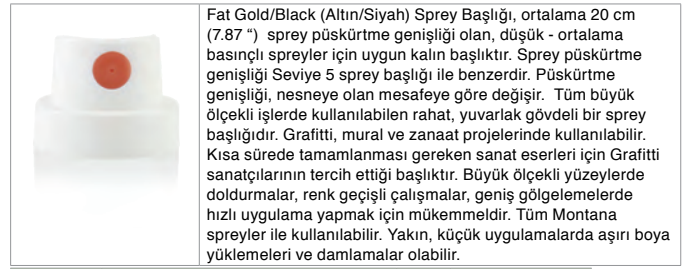 Fat Gold/Black (Altın/Siyah) Sprey Başlığı, ortalama 20 cm
(7.87 “)  sprey püskürtme genişliği olan, düşük - ortalama
basınçlı spreyler için uygun kalın başlıktır. Sprey püskürtme
genişliği Seviye 5 sprey başlığı ile benzerdir. Püskürtme
genişliği, nesneye olan mesafeye göre değişir.  Tüm büyük
ölçekli işlerde kullanılabilen rahat, yuvarlak gövdeli bir sprey
başlığıdır. Grafitti, mural ve zanaat projelerinde kullanılabilir.
Kısa sürede tamamlanması gereken sanat eserleri için Grafitti
sanatçılarının tercih ettiği başlıktır. Büyük ölçekli yüzeylerde
doldurmalar, renk geçişli çalışmalar, geniş gölgelemelerde
hızlı uygulama yapmak için mükemmeldir. Tüm Montana
spreyler ile kullanılabilir. Yakın, küçük uygulamalarda aşırı boya
yüklemeleri ve damlamalar olabilir.